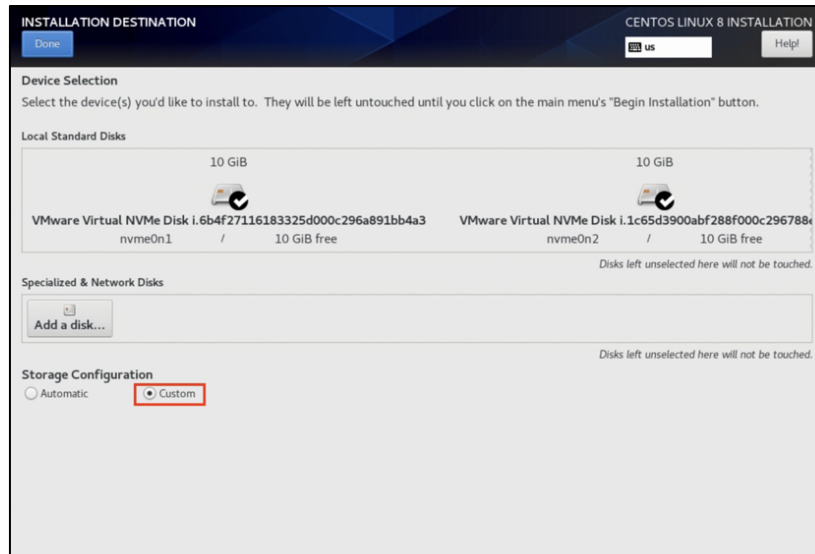 INSTALLATION DESTINATION
CENTOS LINUX 8 INSTALLATION
Done
us
Help!
Device Selection
Select the device(s) you'd like to install to. They will be left untouched until you click on the main menu's "Begin Installation" button.
Local Standard Disks
10 GiB
10 GiB
VMware Virtual NVMe Disk i.6b4f27116183325d000c296a891bb4a3
VMware Virtual NVMe Disk i.1c65d3900abf288f000c296788
nvme0n1 / 10 GiB free
nvme0n2 / 10 GiB free
Disks left unselected here will not be touched.
Specialized & Network Disks
Add a disk...
Disks left unselected here will not be touched.
Storage Configuration
Automatic
Custom